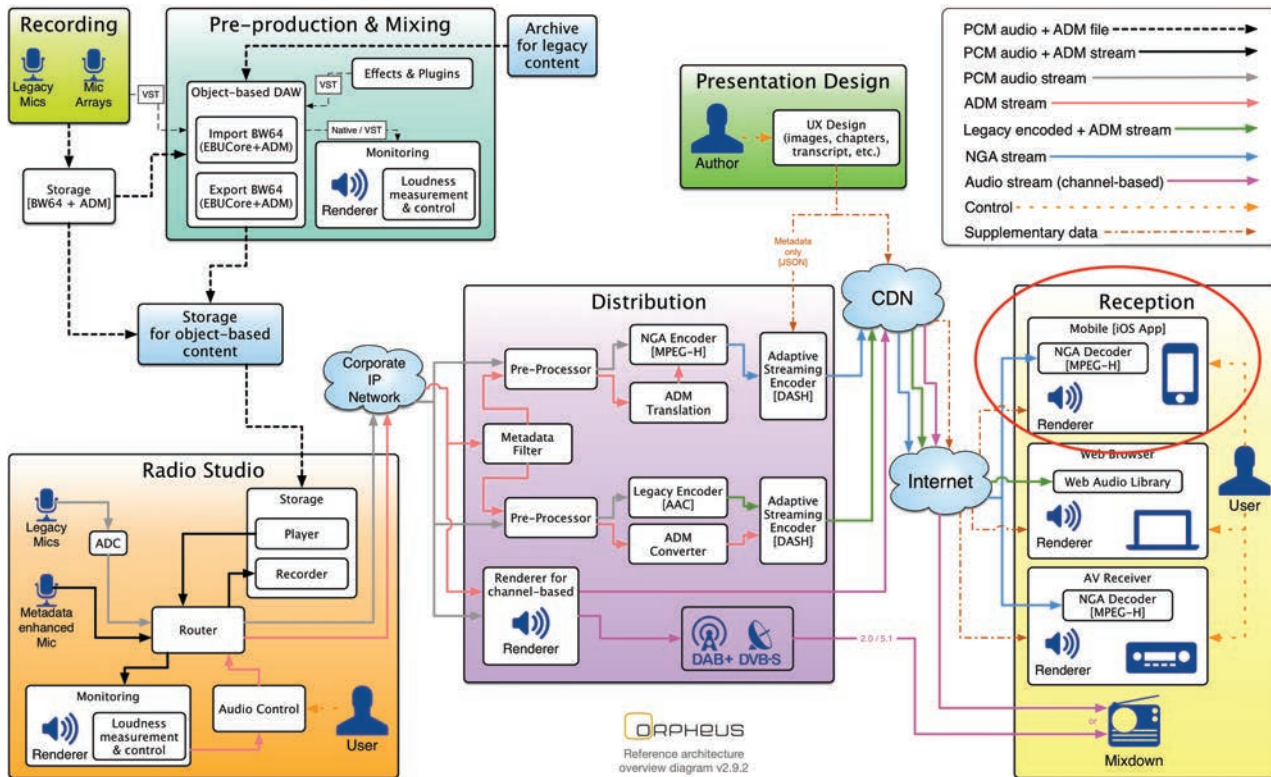 Recording
Legacy
Mics
Mic
Arrays
VST
Storage
[BW64 + ADM]
Pre-production & Mixing
Object-based DAW
Import BW64
(EBUCore+ADM)
Export BW64
(EBUCore+ADM)
VST
Effects & Plugins
Native / VST
Monitoring
Renderer
Loudness
measurement
& control
Archive
for legacy
content
Storage
for object-based
content
Presentation Design
Author
UX Design
(images, chapters,
transcript, etc.)
Metadata
only
[JSON]
PCM audio + ADM file
PCM audio + ADM stream
PCM audio stream
ADM stream
Legacy encoded + ADM stream
NGA stream
Audio stream (channel-based)
Control
Supplementary data
Radio Studio
Legacy
Mics
ADC
Metadata
enhanced
Mic
Storage
Player
Recorder
Router
Monitoring
Renderer
Loudness
measurement
& control
Audio Control
User
Corporate
IP
Network
Distribution
Pre-Processor
NGA Encoder
[MPEG-H]
ADM
Translation
Adaptive
Streaming
Encoder
[DASH]
Metadata
Filter
Pre-Processor
Legacy Encoder
[AAC]
ADM
Converter
Adaptive
Streaming
Encoder
[DASH]
Renderer for
channel-based
Renderer
DAB+ DVB-S
2.0 / 5.1
CDN
Internet
Reception
Mobile [iOS App]
NGA Decoder
[MPEG-H]
Renderer
Web Browser
Web Audio Library
Renderer
AV Receiver
NGA Decoder
[MPEG-H]
Renderer
User
or
Mixdown
ORPHEUS
Reference architecture
overview diagram v2.9.2